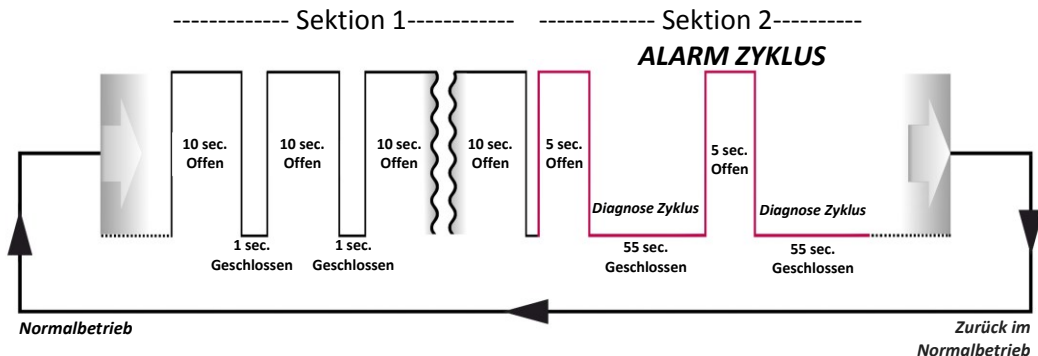 ------------- Sektion 1 ------------- ------------ Sektion 2-----------
ALARM ZYKLUS
10 sec.
Offen
10 sec.
Offen
10 sec.
Offen
10 sec.
Offen
5 sec.
Offen
5 sec.
Offen
Diagnose Zyklus
Diagnose Zyklus
1 sec.
Geschlossen
1 sec.
Geschlossen
55 sec.
Geschlossen
55 sec.
Geschlossen
Normalbetrieb
Zurück im
Normalbetrieb